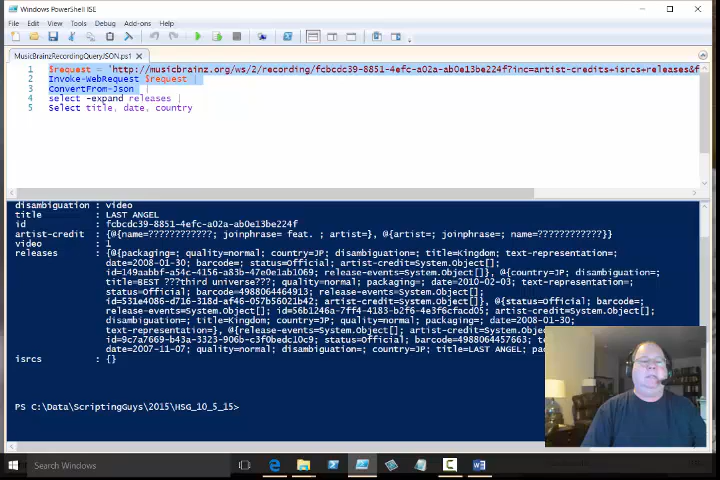 Windows PowerShell ISE
File Edit View Tools Debug Add-ons Help
MusicBrainzRecordingQueryJSON.ps1
1 $request = 'http://musicbrainz.org/ws/2/recording/fcbcdc39-8851-4efc-a02a-ab0e13be224f?inc=artist-credits+isrcs+releases&f
2 Invoke-WebRequest $request |
3 ConvertFrom-Json |
4 select -expand releases |
5 Select title, date, country
disambiguation : video
title : LAST ANGEL
id : fcbcdc39-8851-4efc-a02a-ab0e13be224f
artist-credit : {@{name=????????????; joinphrase= feat. ; artist=}, @{artist=; joinphrase=; name=????????????}}
video : 1
releases : {@{packaging=; quality=normal; disambiguation=; title=Kingdom; text-representation=;
date=2008-01-30; status=Official; barcode=; country=JP; artist-credit=System.Object[];
id=149aabbf-a54c-4156-a83b-47e0e1ab1069; release-events=System.Object[]}, @{country=JP; disambiguation=;
title=BEST ???third universe???; quality=normal; packaging=; date=2010-02-03; text-representation=;
status=Official; barcode=4988064464913; release-events=System.Object[];
id=531e4086-d716-318d-af46-057b56021b42; artist-credit=System.Object[]}, @{status=Official; barcode=;
release-events=System.Object[]; id=56b1246a-7ff4-4183-b2f6-4e3f6cfacd05; artist-credit=System.Object[];
disambiguation=; title=Kingdom; country=JP; quality=normal; packaging=; date=2008-01-30;
text-representation=}, @{release-events=System.Object[]; artist-credit=System.Object[];
id=9c7a7669-b43a-3323-906b-c3f0bedc10c9; status=Official; barcode=4988064457663;
date=2007-11-07; quality=normal; disambiguation=; country=JP; title=LAST ANGEL;
isrcs : {}
PS C:\Data\ScriptingGuys\2015\HSG_10_5_15>
Search Windows